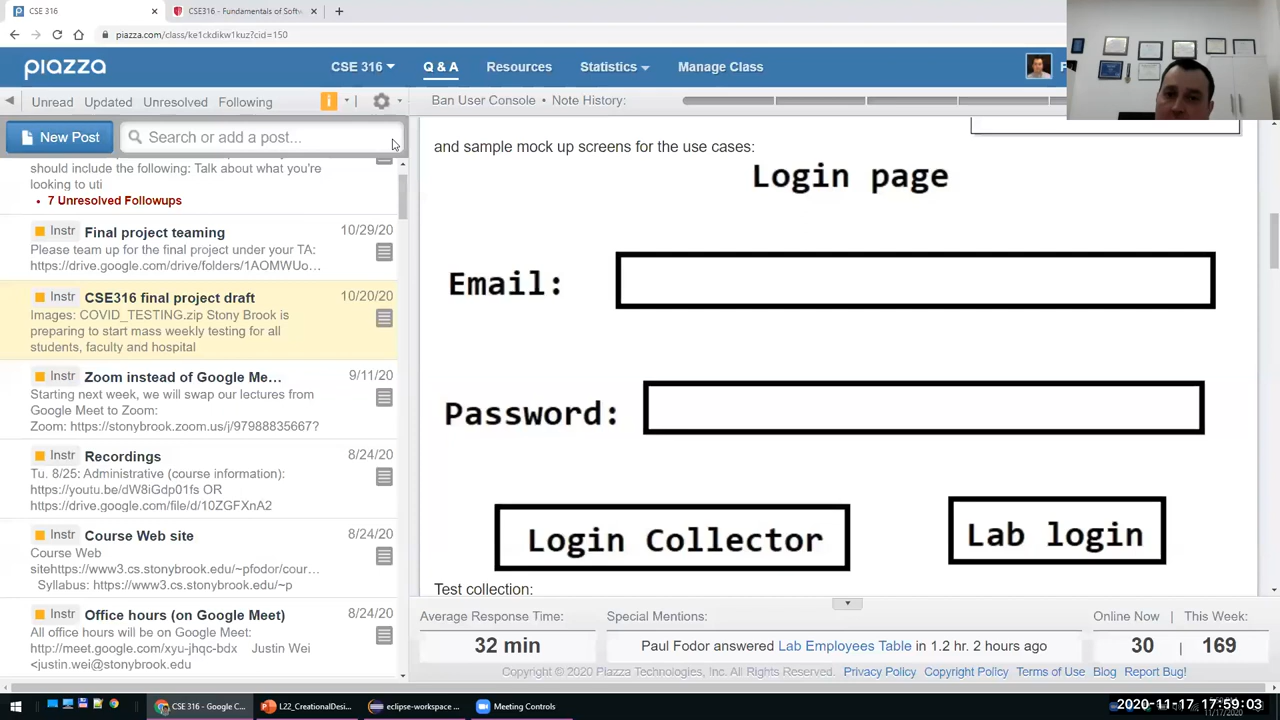 CSE 316
CSE316 - Fundamentals of Softw
piazza.com/class/ke1ckdikw1kuz?cid=150
piazza
CSE 316
Q & A
Resources
Statistics
Manage Class
Unread Updated Unresolved Following
Ban User Console • Note History:
New Post
Search or add a post...
should include the following: Talk about what you're
looking to uti
• 7 Unresolved Followups
Instr Final project teaming 10/29/20
Please team up for the final project under your TA:
https://drive.google.com/drive/folders/1AOMWUo…
Instr CSE316 final project draft 10/20/20
Images: COVID_TESTING.zip Stony Brook is
preparing to start mass weekly testing for all
students, faculty and hospital
Instr Zoom instead of Google Me… 9/11/20
Starting next week, we will swap our lectures from
Google Meet to Zoom:
Zoom: https://stonybrook.zoom.us/j/97988835667?
Instr Recordings 8/24/20
Tu. 8/25: Administrative (course information):
https://youtu.be/dW8iGdp01fs OR
https://drive.google.com/file/d/10ZGFXnA2
Instr Course Web site 8/24/20
Course Web
sitehttps://www3.cs.stonybrook.edu/~pfodor/cour…
Syllabus: https://www3.cs.stonybrook.edu/~p
Instr Office hours (on Google Meet) 8/24/20
All office hours will be on Google Meet:
http://meet.google.com/xyu-jhqc-bdx Justin Wei
<justin.wei@stonybrook.edu
and sample mock up screens for the use cases:
Login page
Email:
Password:
Login Collector
Lab login
Test collection:
Average Response Time:
32 min
Special Mentions:
Paul Fodor answered Lab Employees Table in 1.2 hr. 2 hours ago
Online Now | This Week:
30 | 169
Copyright © 2020 Piazza Technologies, Inc. All Rights Reserved. Privacy Policy Copyright Policy Terms of Use Blog Report Bug!
CSE 316 - Google C...
L22_CreationalDesi...
eclipse-workspace ...
Meeting Controls
2020-11-17 17:59:03
11/17/2020